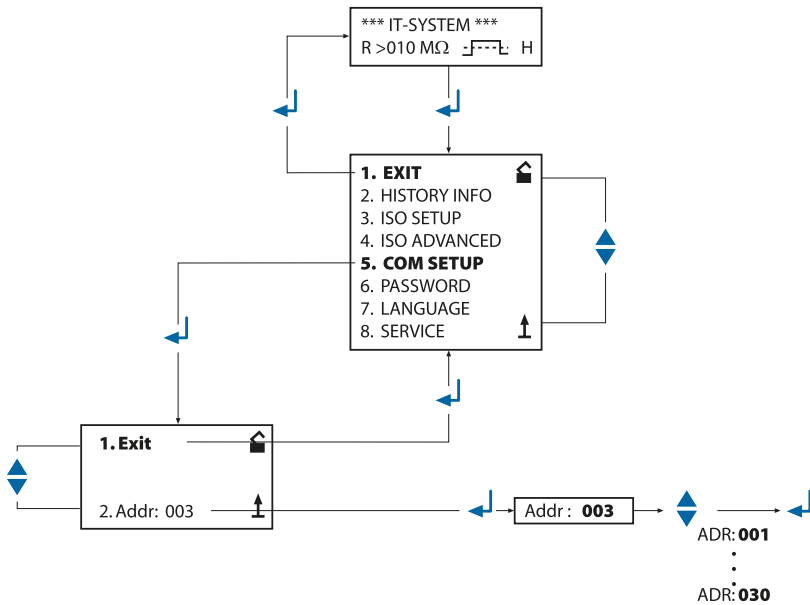 *** IT-SYSTEM ***
R >010 MΩ H
1. EXIT
2. HISTORY INFO
3. ISO SETUP
4. ISO ADVANCED
5. COM SETUP
6. PASSWORD
7. LANGUAGE
8. SERVICE
1. Exit
2. Addr: 003
Addr : 003
ADR: 001
ADR: 030